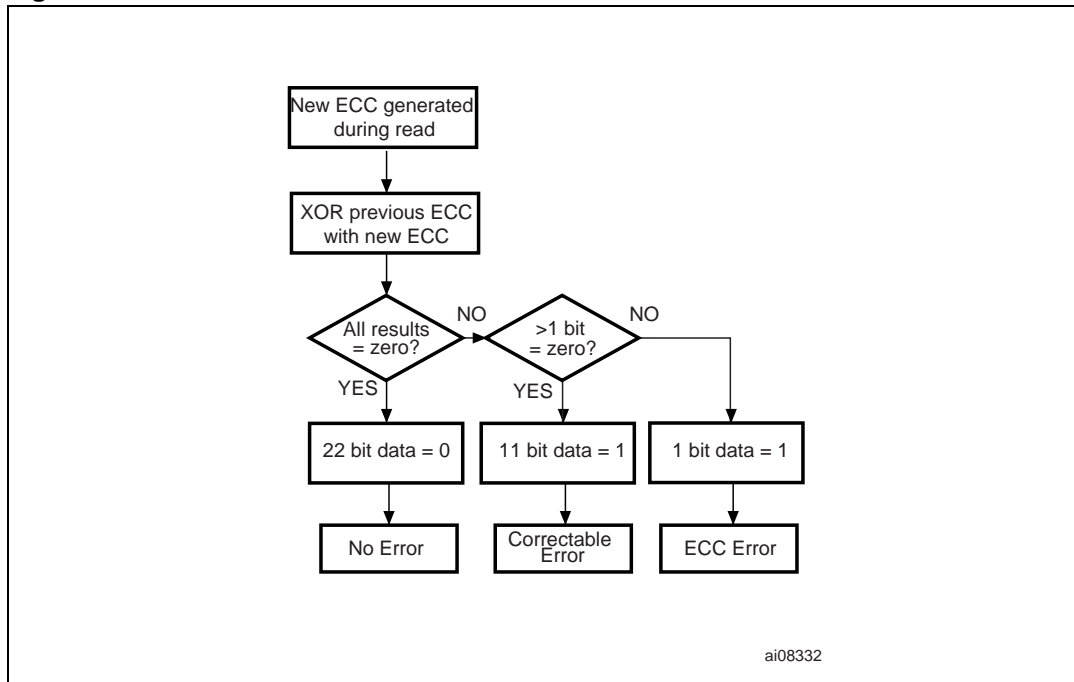 New ECC generated
during read
XOR previous ECC
with new ECC
All results
= zero?
NO
>1 bit
= zero?
NO
YES
YES
22 bit data = 0
11 bit data = 1
1 bit data = 1
No Error
Correctable
Error
ECC Error
ai08332